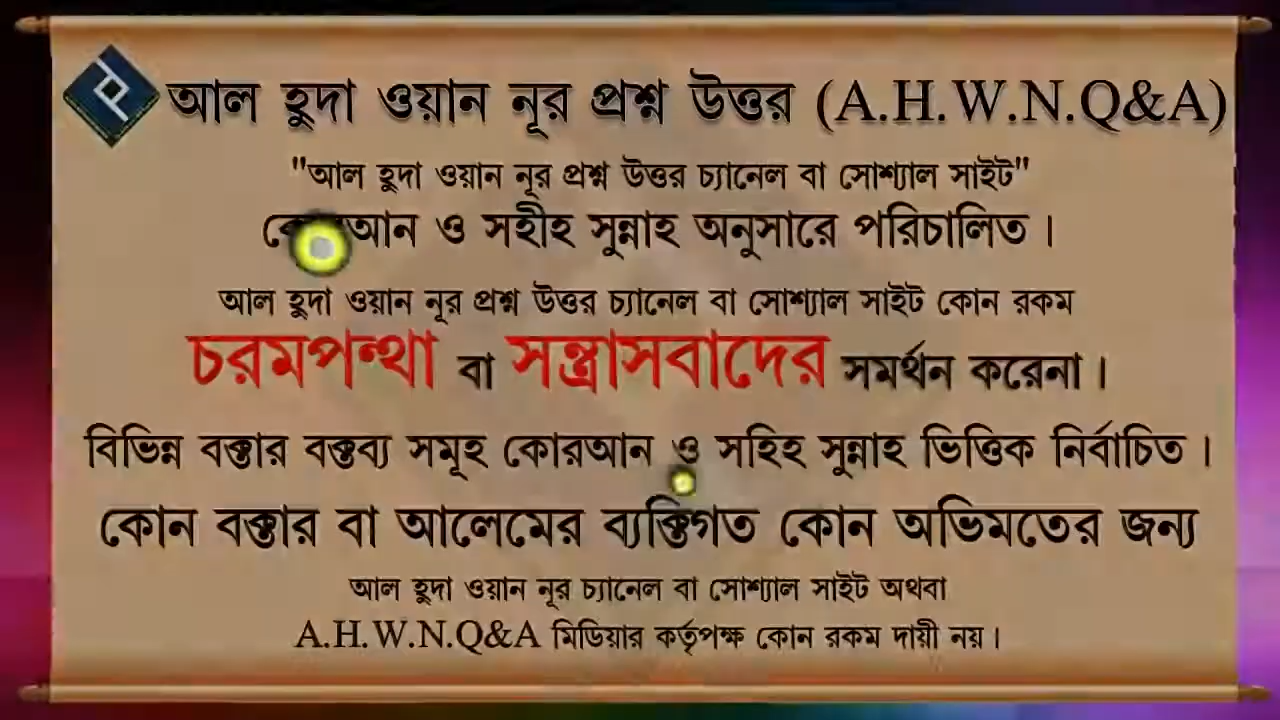 আল হুদা ওয়ান নূর প্রশ্ন উত্তর (A.H.W.N.Q&A)
"আল হুদা ওয়ান নূর প্রশ্ন উত্তর চ্যানেল বা সোশ্যাল সাইট"
ও সহীহ সুন্নাহ অনুসারে পরিচালিত।
আল হুদা ওয়ান নূর প্রশ্ন উত্তর চ্যানেল বা সোশ্যাল সাইট কোন রকম
চরমপন্থা বা সন্ত্রাসবাদের সমর্থন করেনা।
বিভিন্ন বক্তার বক্তব্য সমূহ কোরআন ও সহিহ সুন্নাহ ভিত্তিক নির্বাচিত।
কোন বক্তার বা আলেমের ব্যক্তিগত কোন অভিমতের জন্য
আল হুদা ওয়ান নূর চ্যানেল বা সোশ্যাল সাইট অথবা
A.H.W.N.Q&A মিডিয়ার কর্তৃপক্ষ কোন রকম দায়ী নয়।